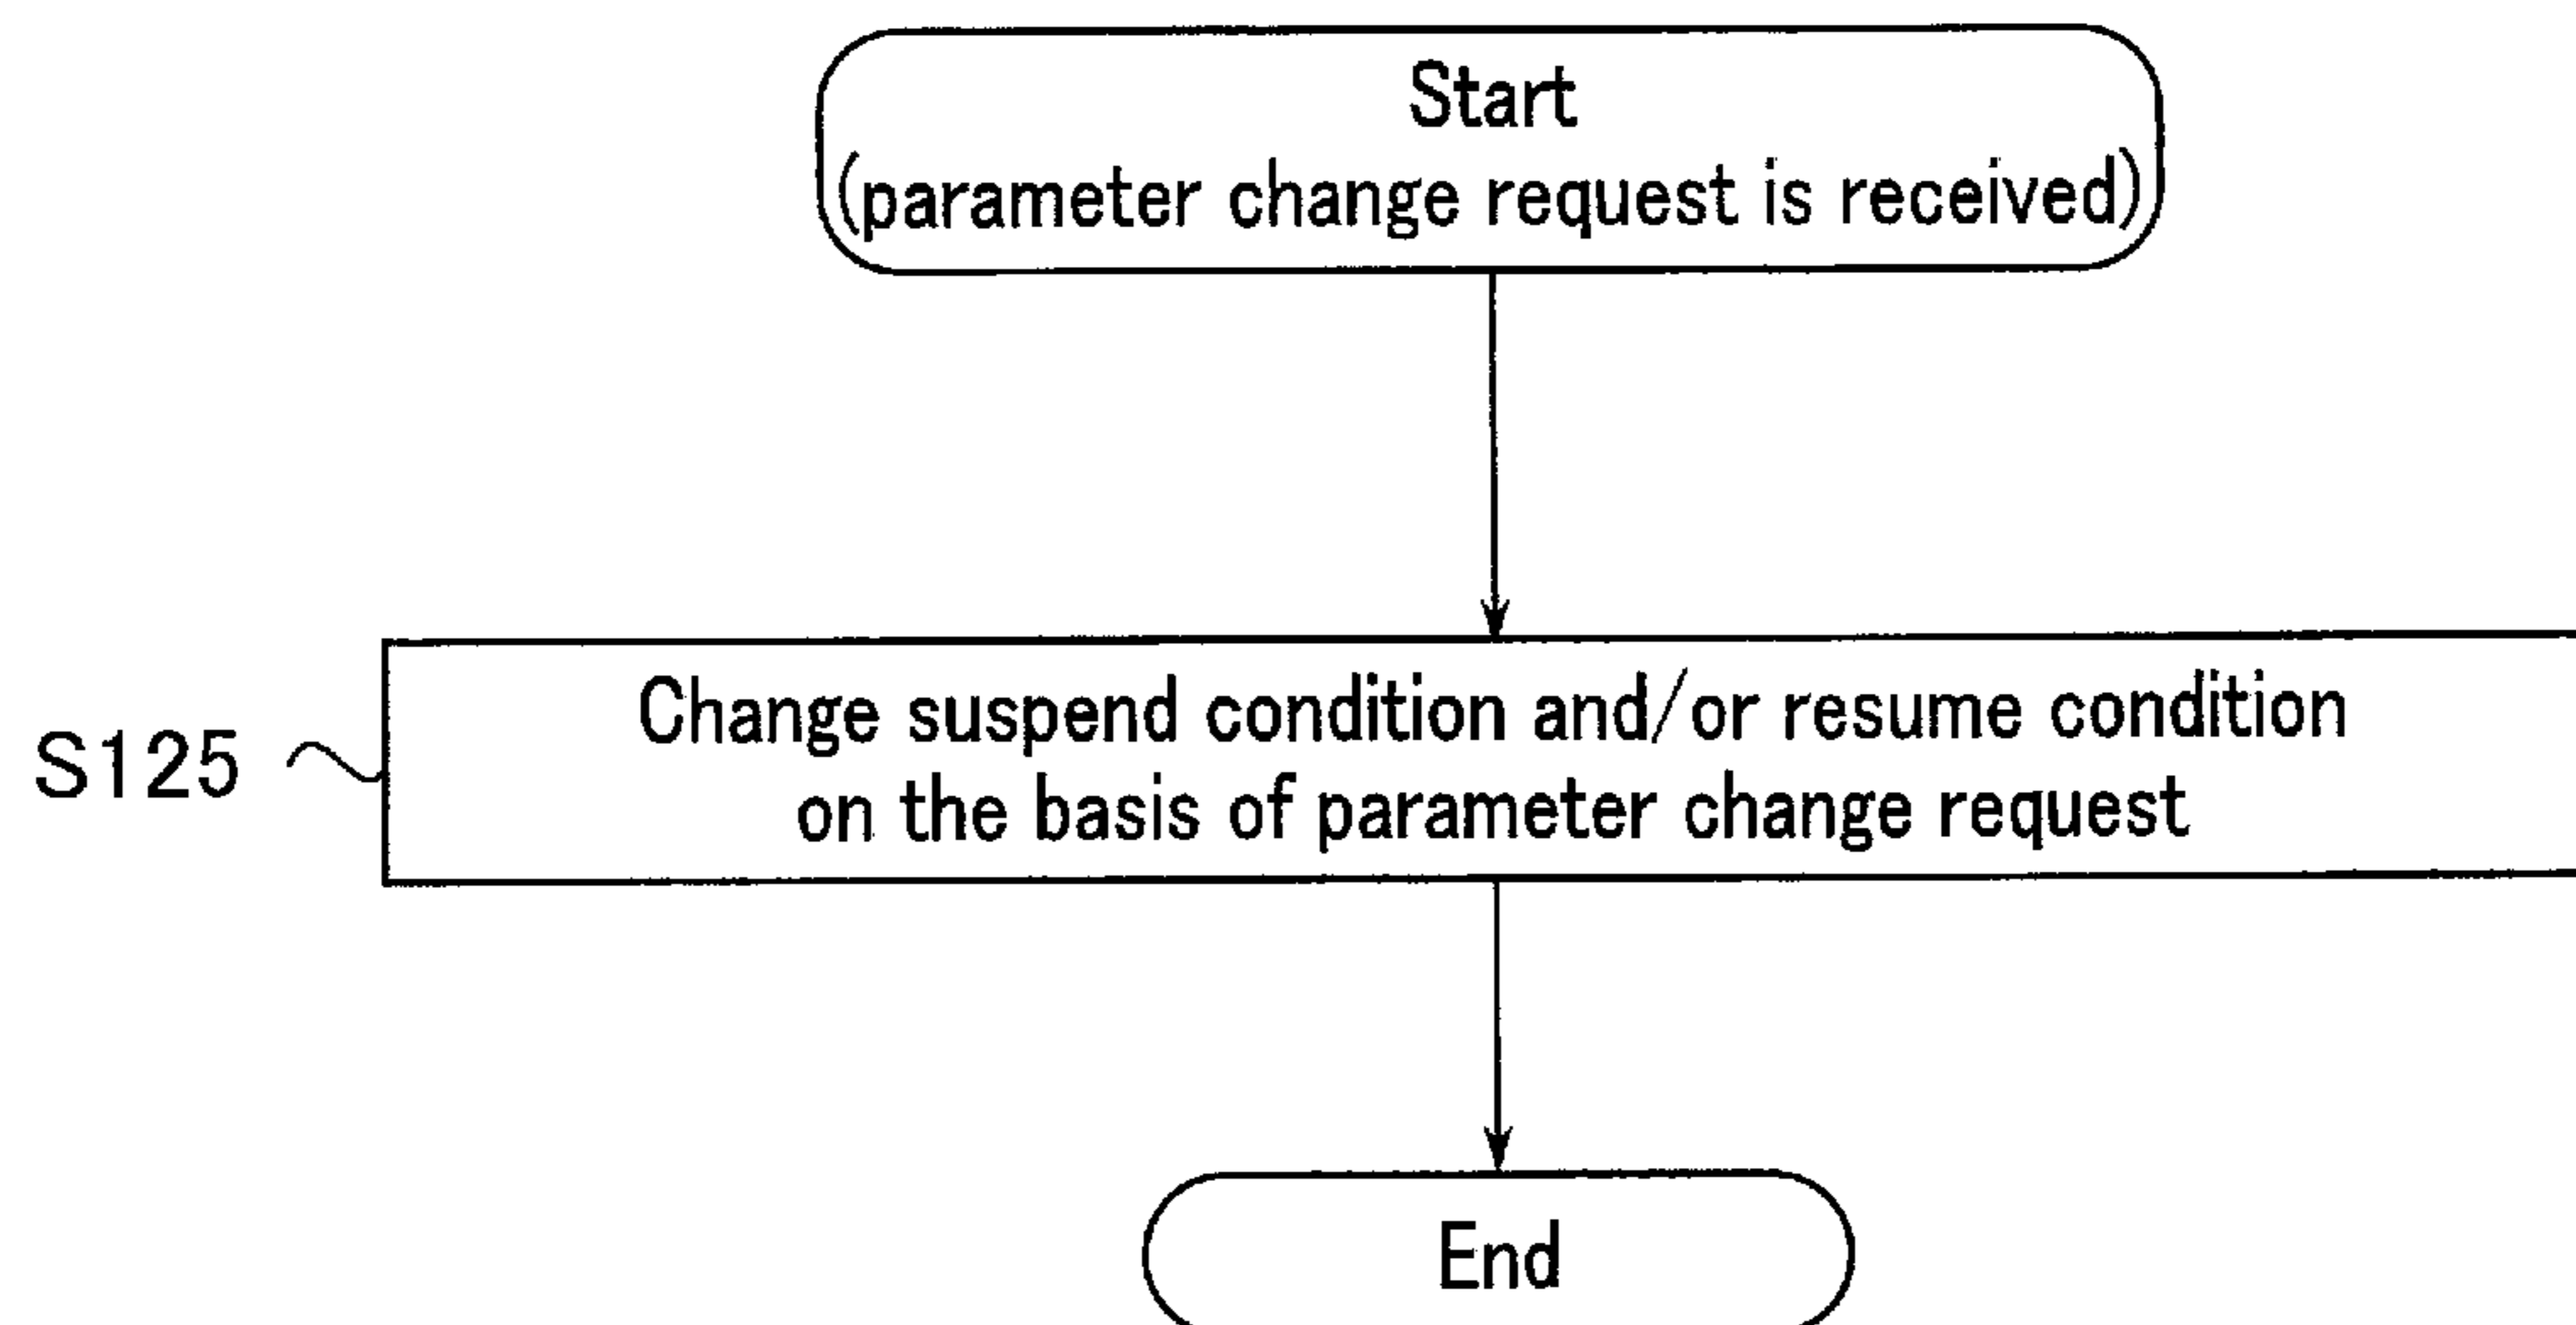 Start
(parameter change request is received)
S125
Change suspend condition and/or resume condition
on the basis of parameter change request
End